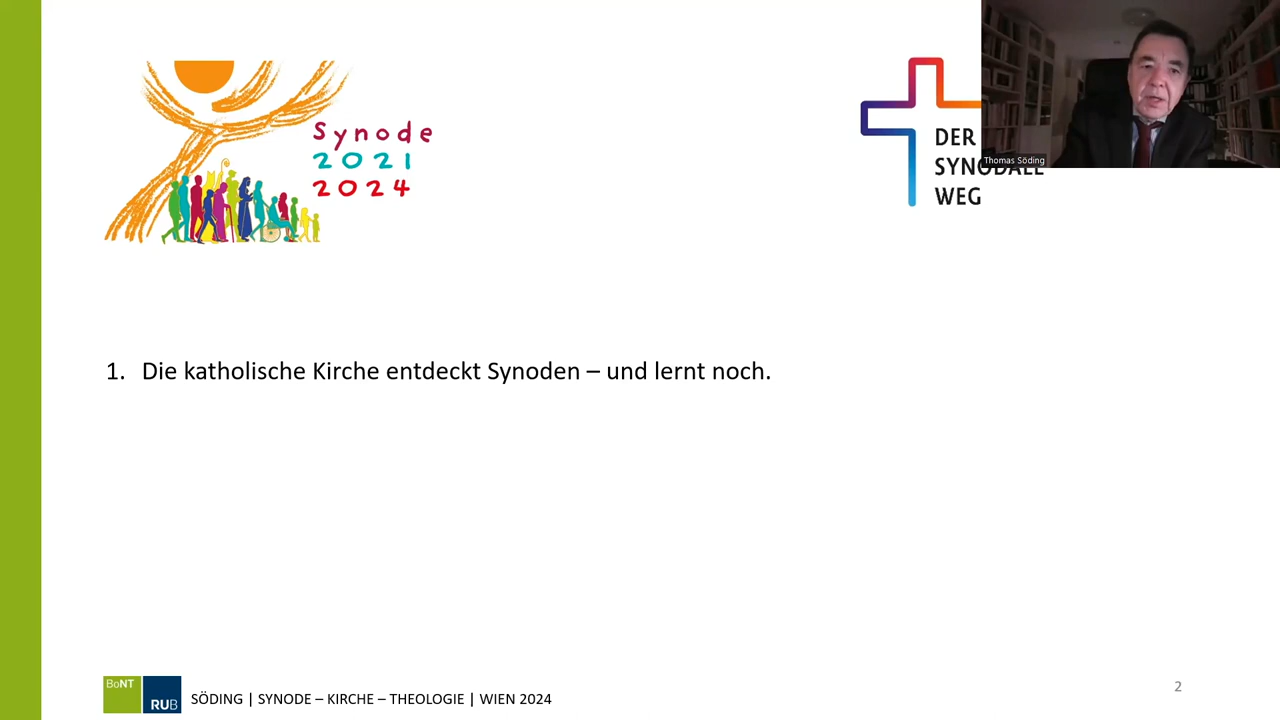 Synode
2021
2024
DER
SYNODALE
WEG
Thomas Söding
1. Die katholische Kirche entdeckt Synoden – und lernt noch.
BoNT
RUB
SÖDING | SYNODE – KIRCHE – THEOLOGIE | WIEN 2024
2